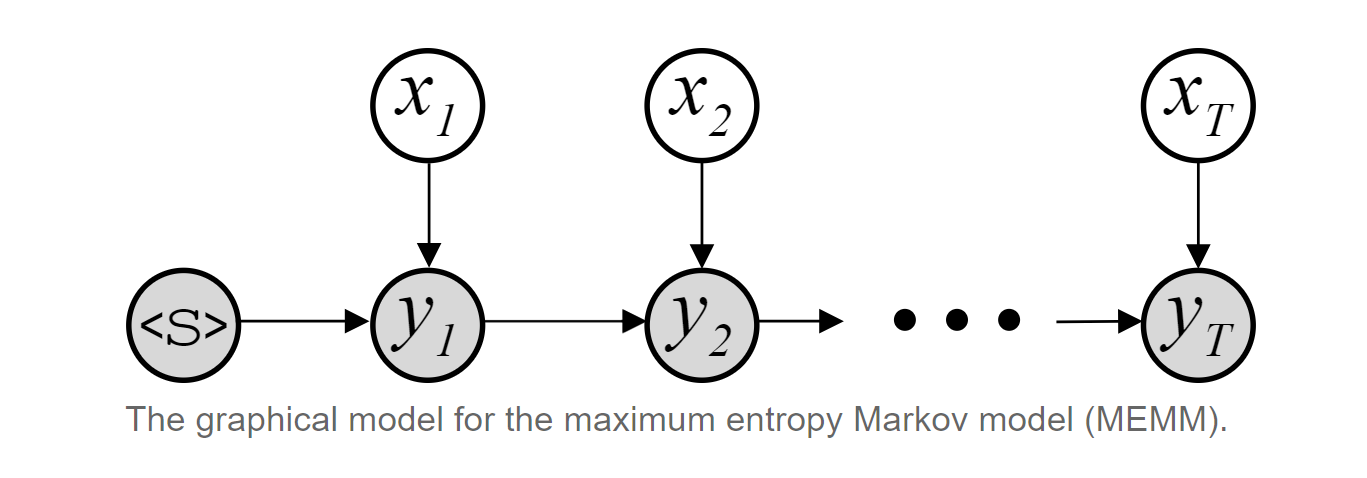 x1 x2 xT
<S> y1 y2 yT
The graphical model for the maximum entropy Markov model (MEMM).